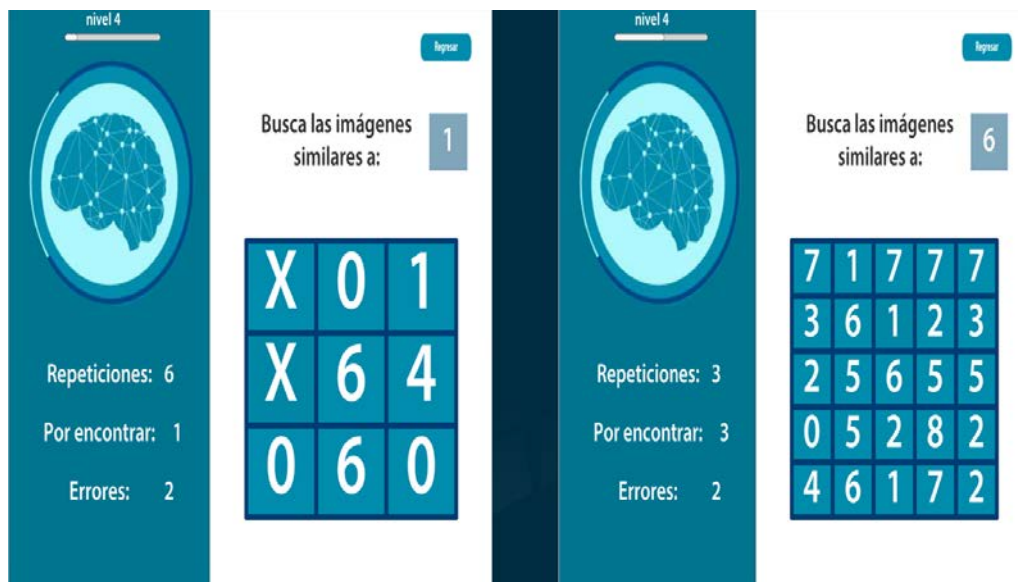 nivel 4
Regresar
Busca las imágenes
similares a:
1
X 0 1
X 6 4
0 6 0
Repeticiones: 6
Por encontrar: 1
Errores: 2
nivel 4
Regresar
Busca las imágenes
similares a:
6
7 1 7 7 7
3 6 1 2 3
2 5 6 5 5
0 5 2 8 2
4 6 1 7 2
Repeticiones: 3
Por encontrar: 3
Errores: 2